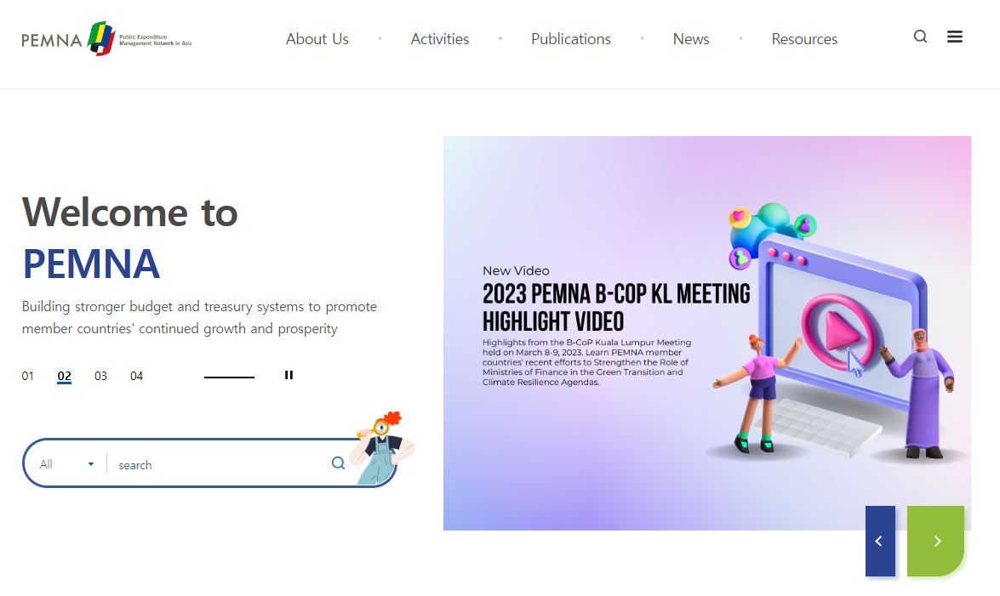 PEMNA
Public Expenditure
Management Network in Asia
About Us
Activities
Publications
News
Resources
Welcome to
PEMNA
Building stronger budget and treasury systems to promote
member countries' continued growth and prosperity
01 02 03 04
All
search
New Video
2023 PEMNA B-COP KL MEETING
HIGHLIGHT VIDEO
Highlights from the B-CoP Kuala Lumpur Meeting
held on March 8-9, 2023. Learn PEMNA member
countries' recent efforts to Strengthen the Role of
Ministries of Finance in the Green Transition and
Climate Resilience Agendas.